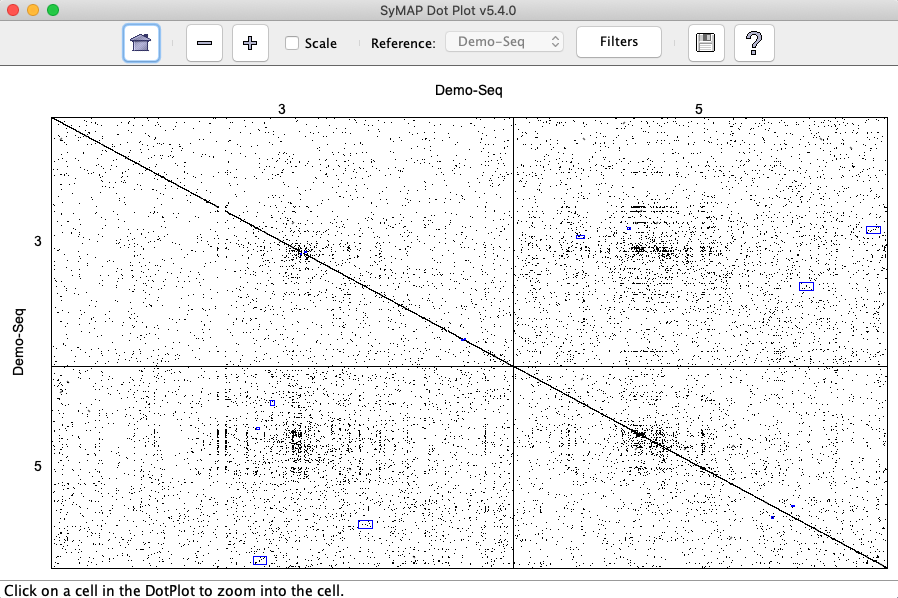 SyMAP Dot Plot v5.4.0
Scale
Reference:
Demo-Seq
Filters
?
Demo-Seq
3
5
3
Demo-Seq
5
Click on a cell in the DotPlot to zoom into the cell.